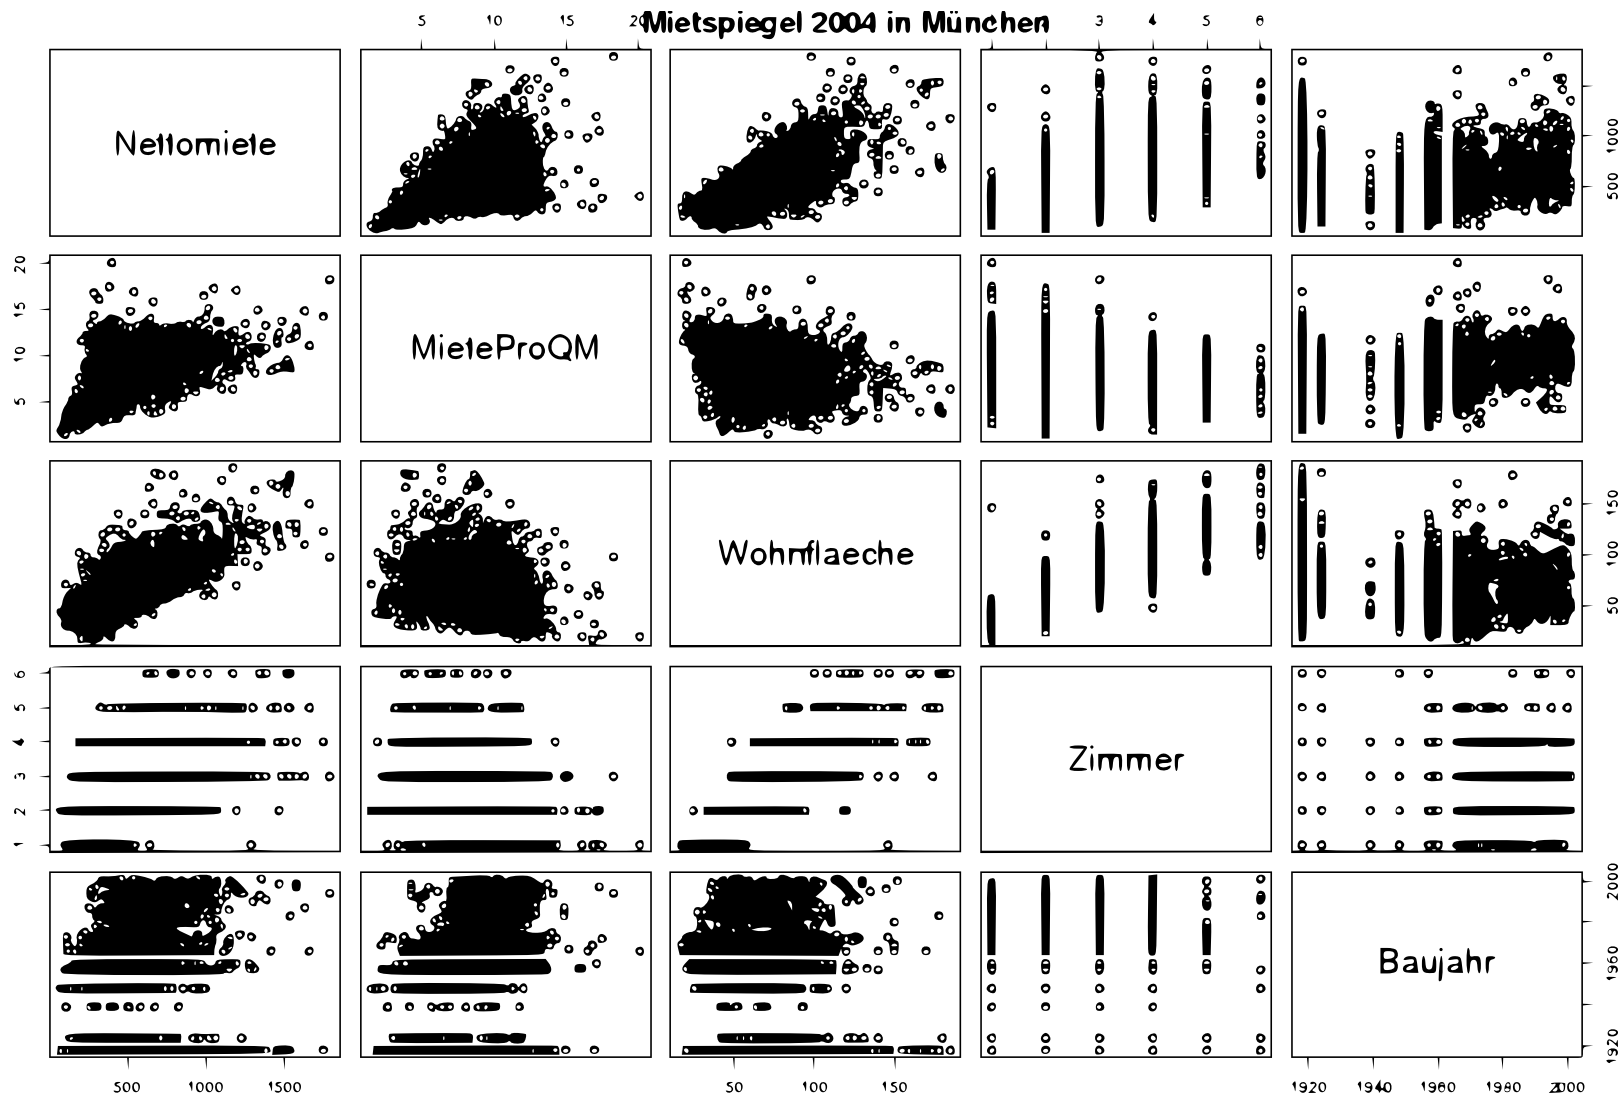 Mietspiegel 2004 in München
5 10 15 20 3 4 5 6
Nettomiete
500 1000
5 10 15 20
MieteProQM
Wohnflaeche
50 100 150
1 2 3 4 5 6
Zimmer
Baujahr
1920 1960 2000
500 1000 1500 50 100 150 1920 1940 1960 1980 2000